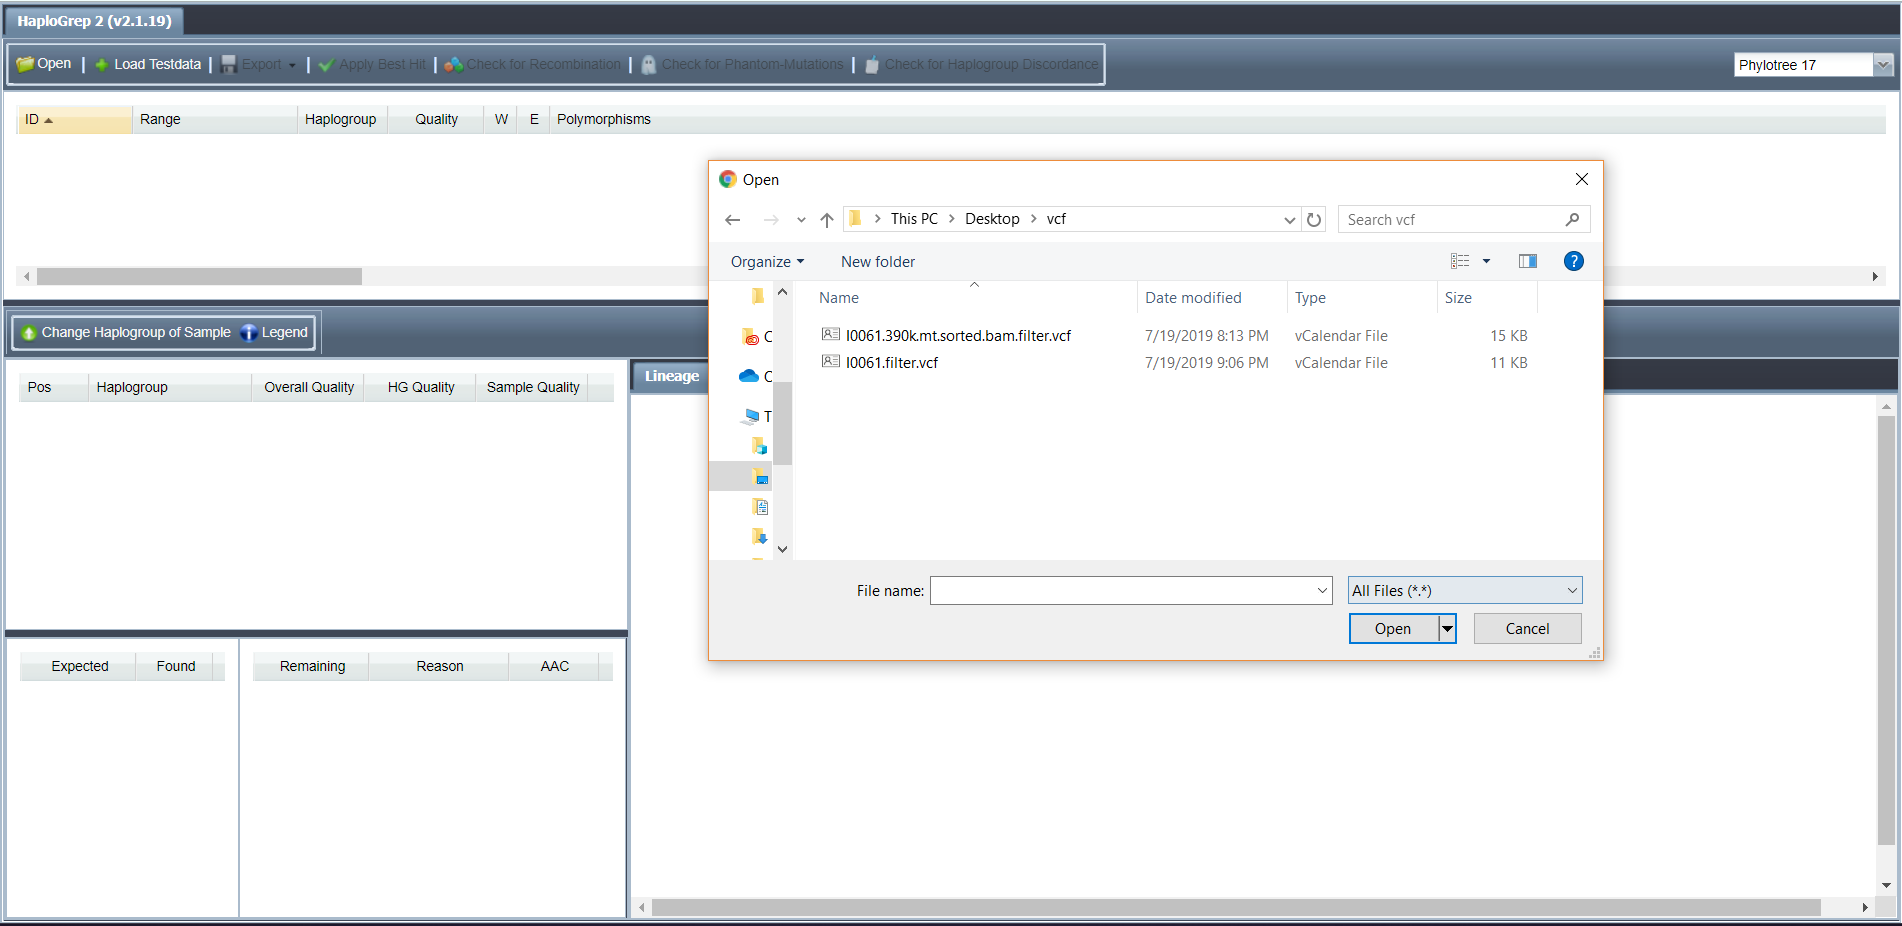 HaploGrep 2 (v2.1.19)
Open | Load Testdata | Export | Apply Best Hit | Check for Recombination | Check for Phantom-Mutations | Check for Haplogroup Discordance
Phylotree 17
ID Range Haplogroup Quality W E Polymorphisms
Open
This PC > Desktop > vcf
Search vcf
Organize New folder
?
Name Date modified Type Size
I0061.390k.mt.sorted.bam.filter.vcf 7/19/2019 8:13 PM vCalendar File 15 KB
I0061.filter.vcf 7/19/2019 9:06 PM vCalendar File 11 KB
C
C
T
File name: All Files (*.*)
Open Cancel
Change Haplogroup of Sample Legend
Pos Haplogroup Overall Quality HG Quality Sample Quality
Lineage
Expected Found
Remaining Reason AAC